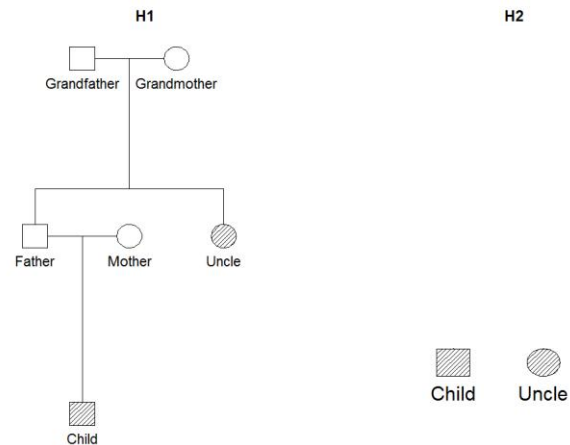 H1 H2
Grandfather Grandmother
Father Mother Uncle
Child Uncle
Child